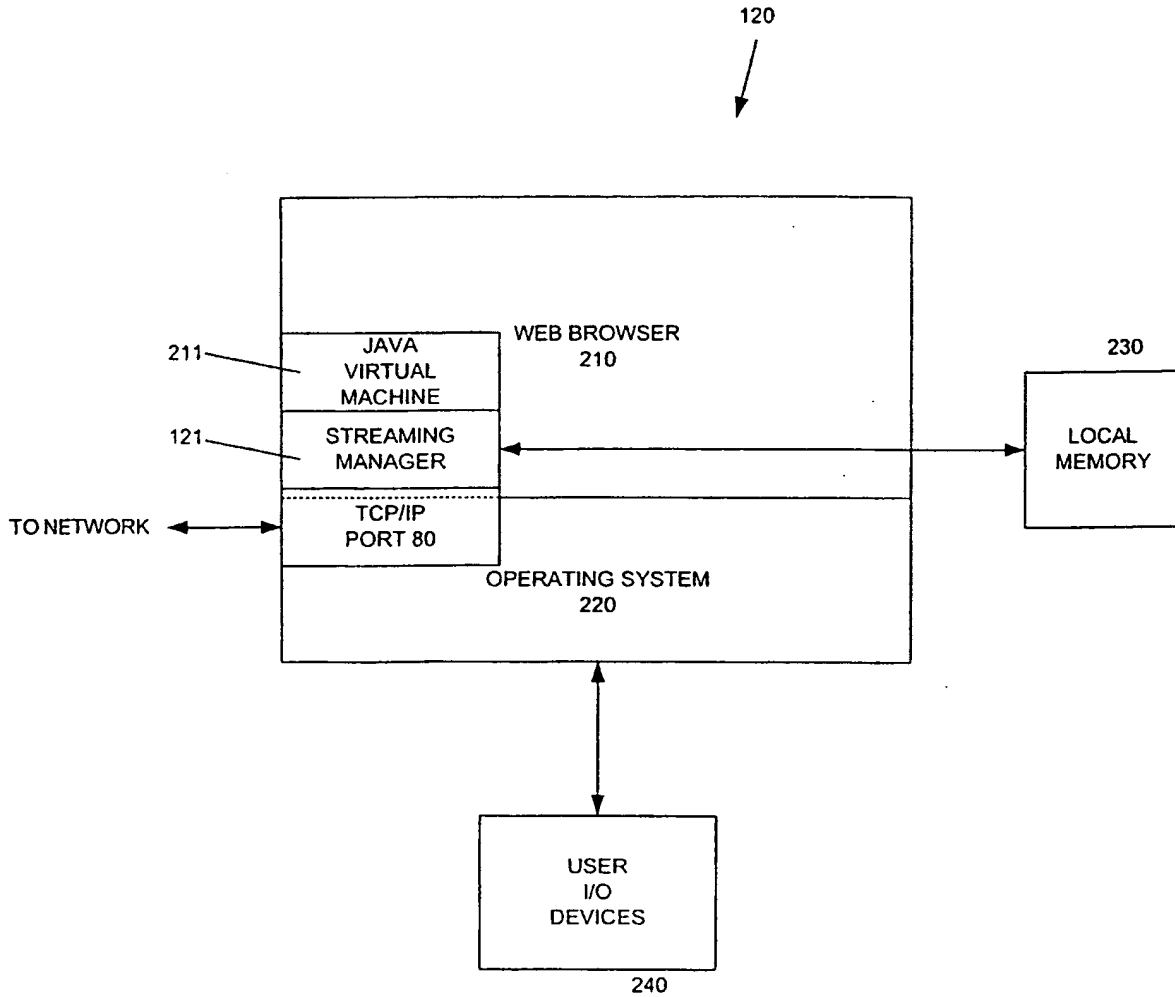 120
WEB BROWSER
210
JAVA
VIRTUAL
MACHINE
211
230
121
STREAMING
MANAGER
LOCAL
MEMORY
TO NETWORK
TCP/IP
PORT 80
OPERATING SYSTEM
220
USER
I/O
DEVICES
240